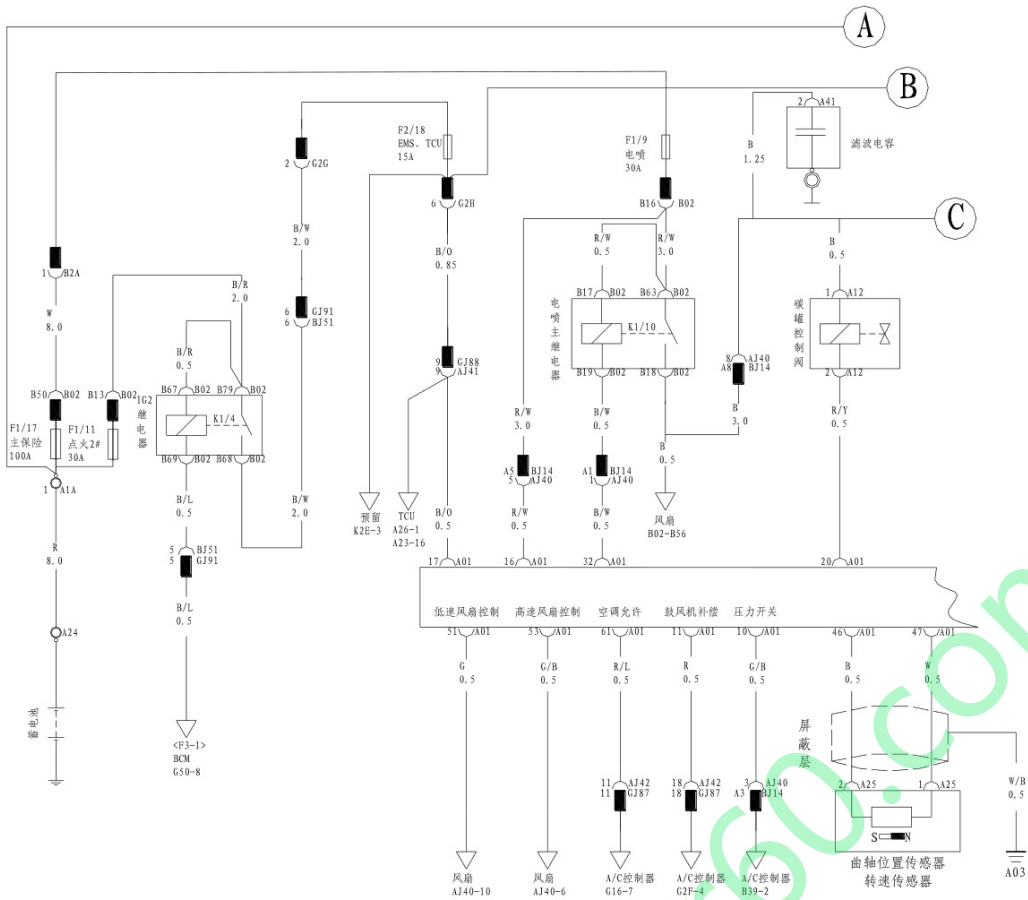 A
B
2 A41
F2/18
EMS、TCU
15A
F1/9
电喷
30A
B
1.25
滤波电容
2 G2G
6 G2H
B16 B02
C
B/W
2.0
R/W
0.5
R/W
3.0
B
0.5
B/O
0.85
1 B2A
B/R
2.0
W
8.0
B17 B02
B63 B02
1 A12
6 GJ91
6 BJ51
电喷主继电器
K1/10
碳罐控制阀
B/R
0.5
9 GJ88
9 AJ41
8 AJ40
A8 BJ14
B19 B02
B18 B02
2 A12
B50 B02
B13 B02
B67 B02
B79 B02
IG2
继电器
K1/4
F1/17
主保险
100A
F1/11
点火2#
30A
R/W
3.0
B/W
0.5
B
3.0
R/Y
0.5
B
0.5
B69 B02
B68 B02
A5 BJ14
5 AJ40
A1 BJ14
1 AJ40
1 A1A
B/L
0.5
B/W
2.0
预留
K2E-3
TCU
A26-1
A23-16
B/O
0.5
R/W
0.5
B/W
0.5
风扇
B02-B56
R
8.0
5 BJ51
5 GJ91
17 A01
16 A01
32 A01
20 A01
B/L
0.5
低速风扇控制
高速风扇控制
空调允许
鼓风机补偿
压力开关
A24
51 A01
53 A01
61 A01
11 A01
10 A01
46 A01
47 A01
G
0.5
G/B
0.5
R/L
0.5
R
0.5
G/B
0.5
B
0.5
W
0.5
蓄电池
屏蔽层
<F3-1>
BCM
G50-8
11 AJ42
11 GJ87
18 AJ42
18 GJ87
3 AJ40
A3 BJ14
2 A25
1 A25
W/B
0.5
S N
曲轴位置传感器
转速传感器
A03
风扇
AJ40-10
风扇
AJ40-6
A/C控制器
G16-7
A/C控制器
G2F-4
A/C控制器
B39-2
60.com